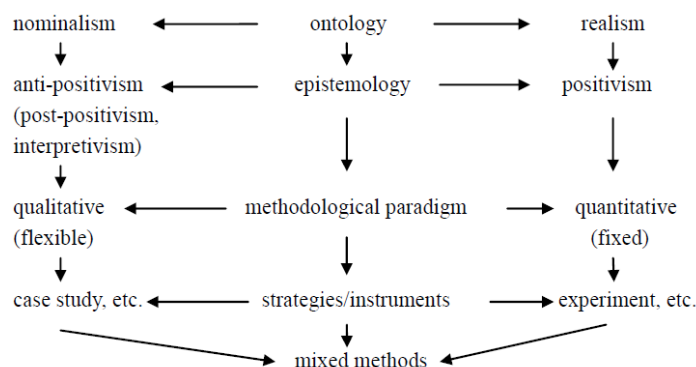 nominalism ontology realism
anti-positivism epistemology positivism
(post-positivism,
interpretivism)
qualitative methodological paradigm quantitative
(flexible) (fixed)
case study, etc. strategies/instruments experiment, etc.
mixed methods